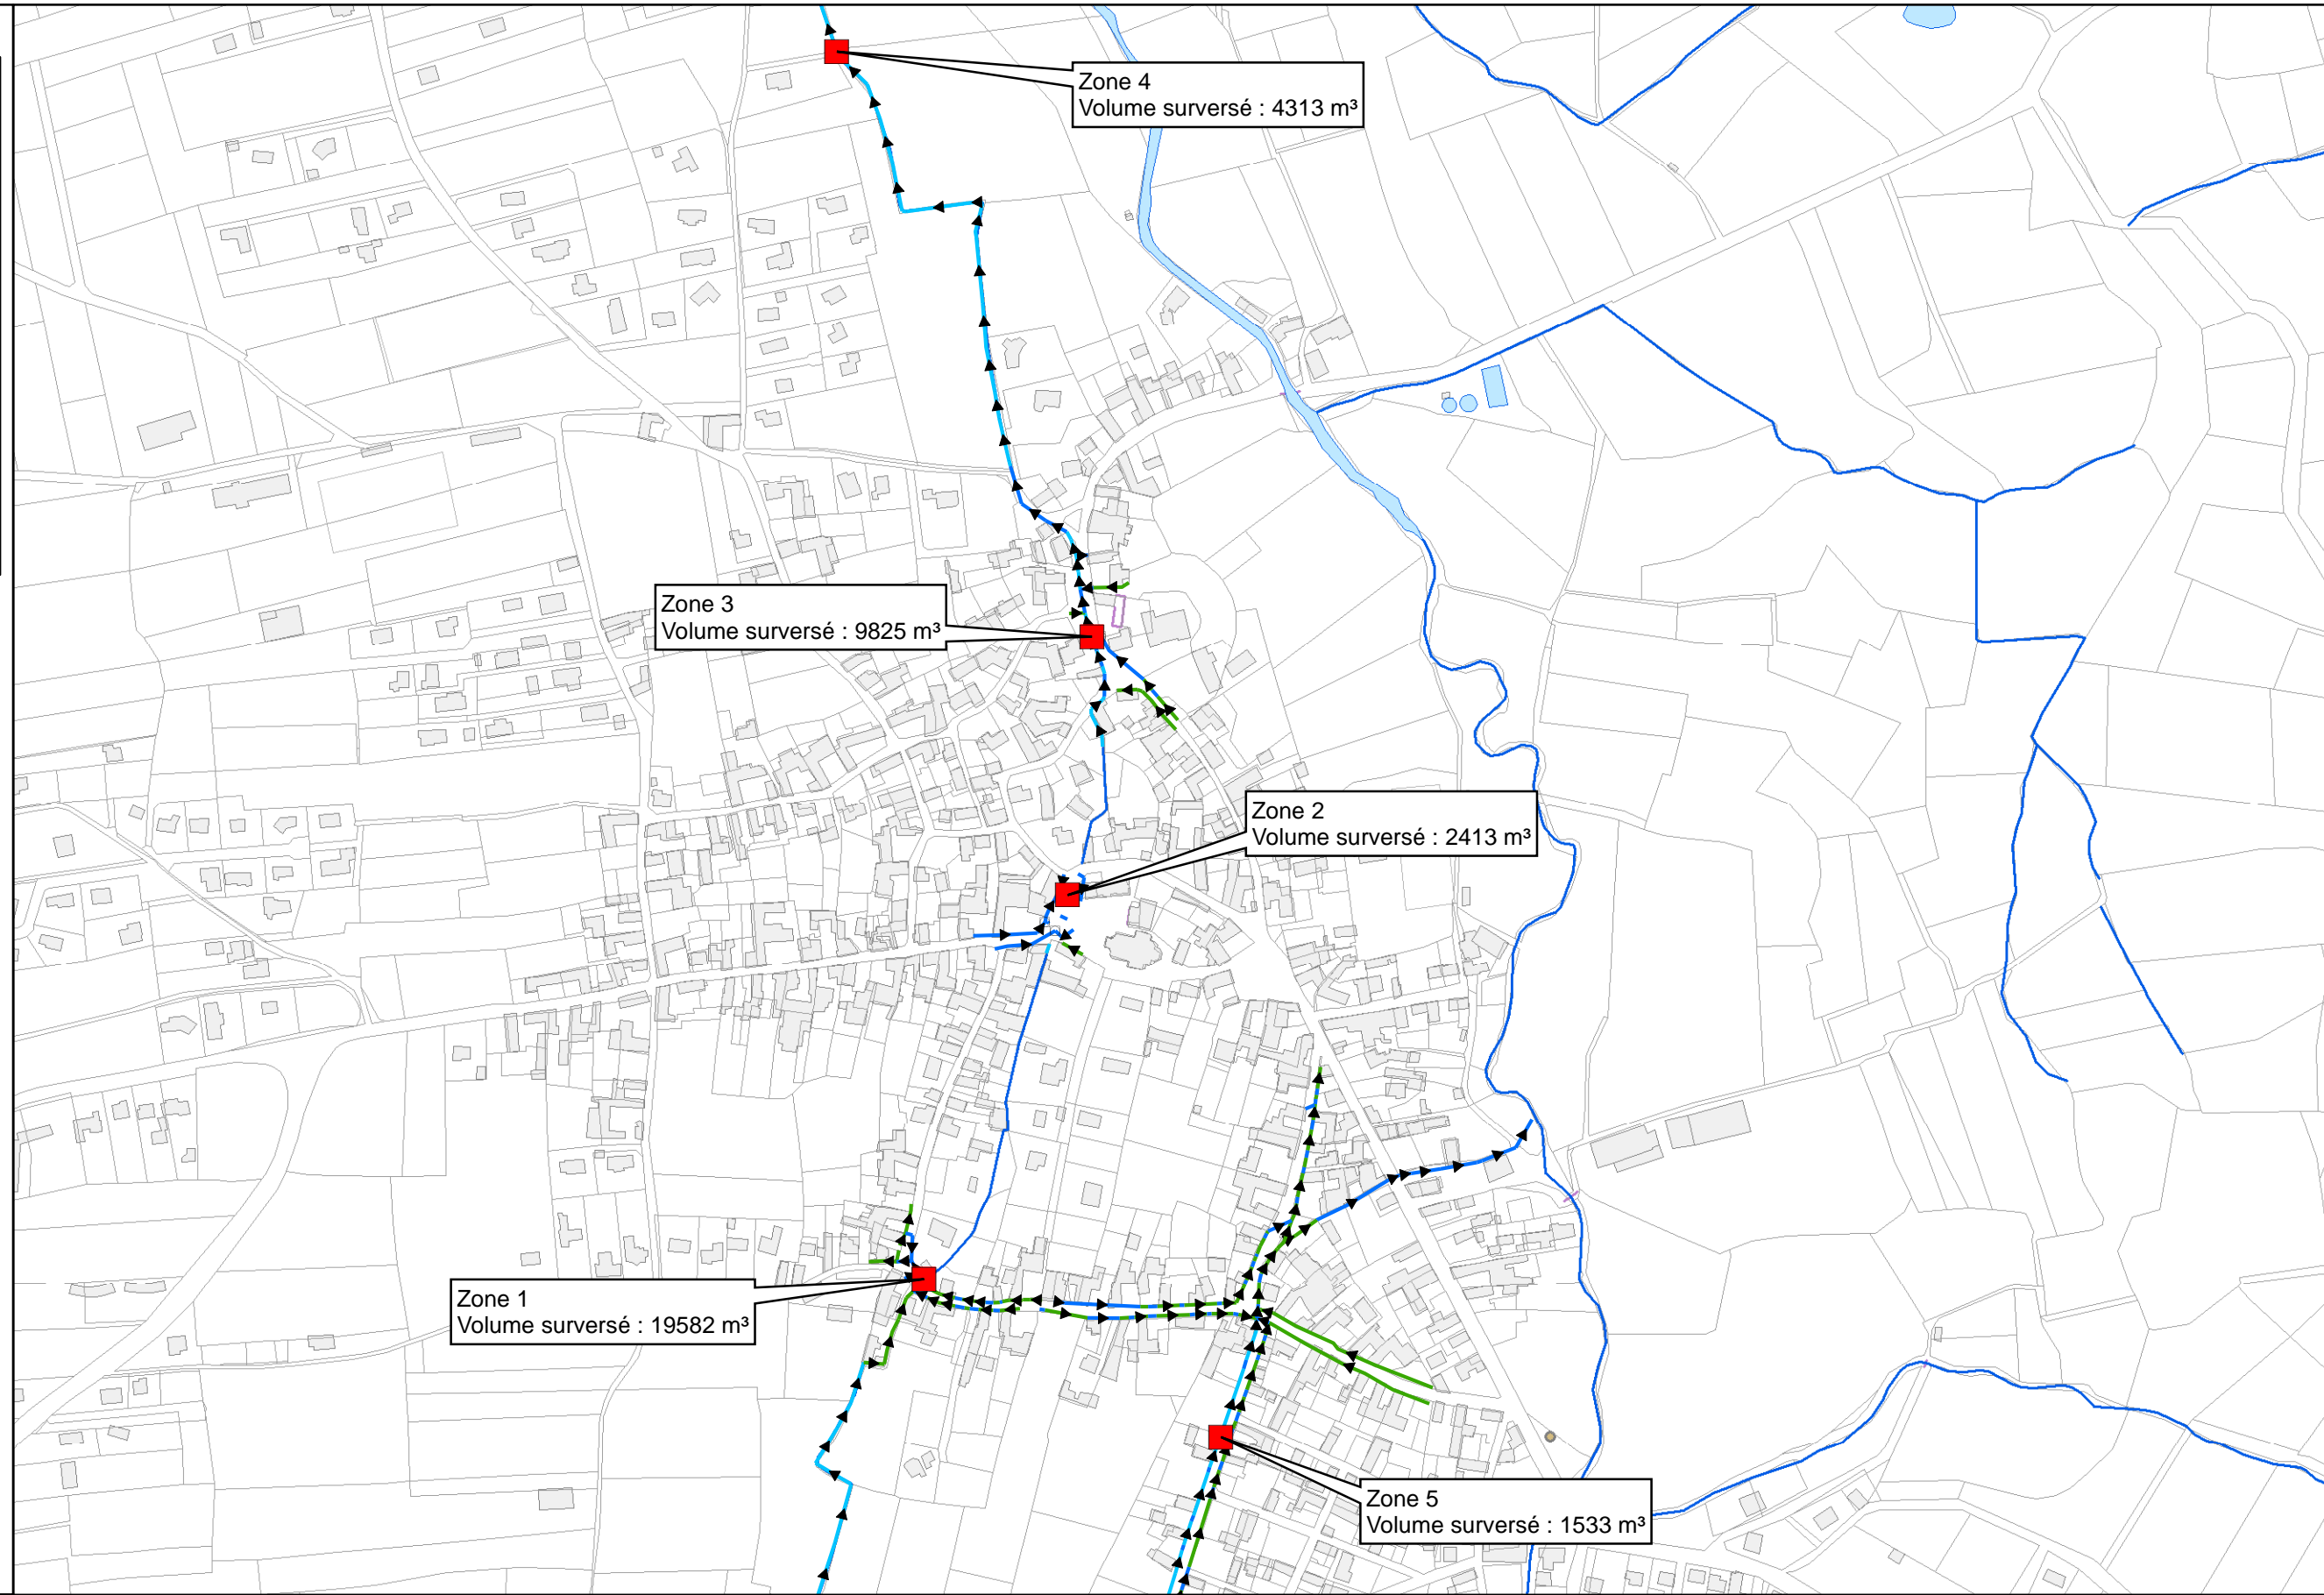 Zone 4
Volume surversé : 4313 m³
Zone 3
Volume surversé : 9825 m³
Zone 2
Volume surversé : 2413 m³
Zone 1
Volume surversé : 19582 m³
Zone 5
Volume surversé : 1533 m³